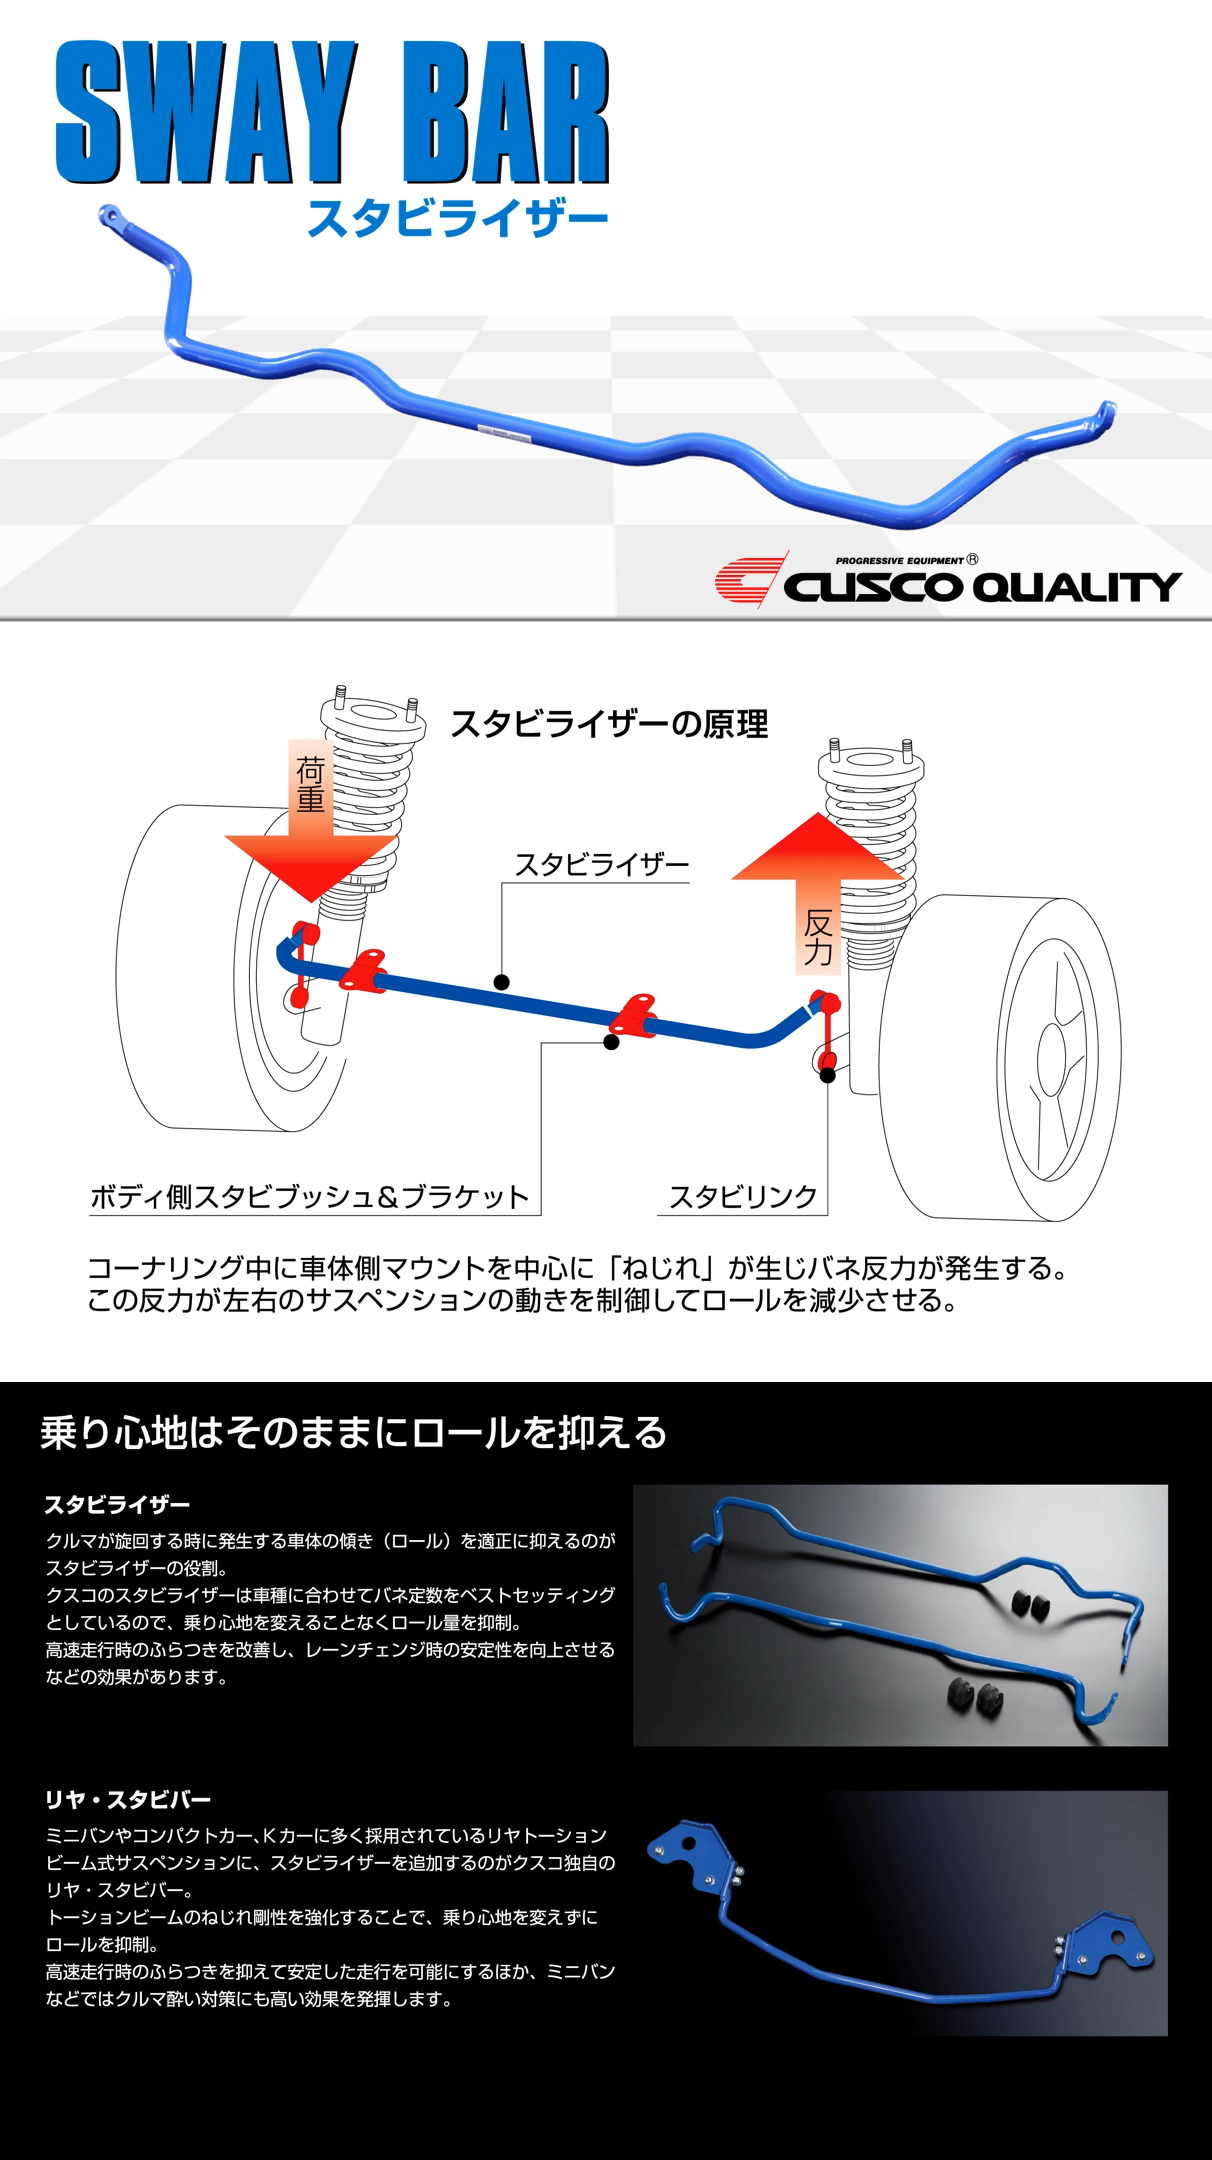 SWAY BAR
スタビライザー
PROGRESSIVE EQUIPMENT®
CUSCO QUALITY
スタビライザーの原理
荷重
スタビライザー
反力
ボディ側スタビブッシュ&ブラケット
スタビリンク
コーナリング中に車体側マウントを中心に「ねじれ」が生じバネ反力が発生する。
この反力が左右のサスペンションの動きを制御してロールを減少させる。
乗り心地はそのままにロールを抑える
スタビライザー
クルマが旋回する時に発生する車体の傾き（ロール）を適正に抑えるのが
スタビライザーの役割。
クスコのスタビライザーは車種に合わせてバネ定数をベストセッティング
としているので、乗り心地を変えることなくロール量を抑制。
高速走行時のふらつきを改善し、レーンチェンジ時の安定性を向上させる
などの効果があります。
リヤ・スタビバー
ミニバンやコンパクトカー、Kカーに多く採用されているリヤトーション
ビーム式サスペンションに、スタビライザーを追加するのがクスコ独自の
リヤ・スタビバー。
トーションビームのねじれ剛性を強化することで、乗り心地を変えずに
ロールを抑制。
高速走行時のふらつきを抑えて安定した走行を可能にするほか、ミニバン
などではクルマ酔い対策にも高い効果を発揮します。